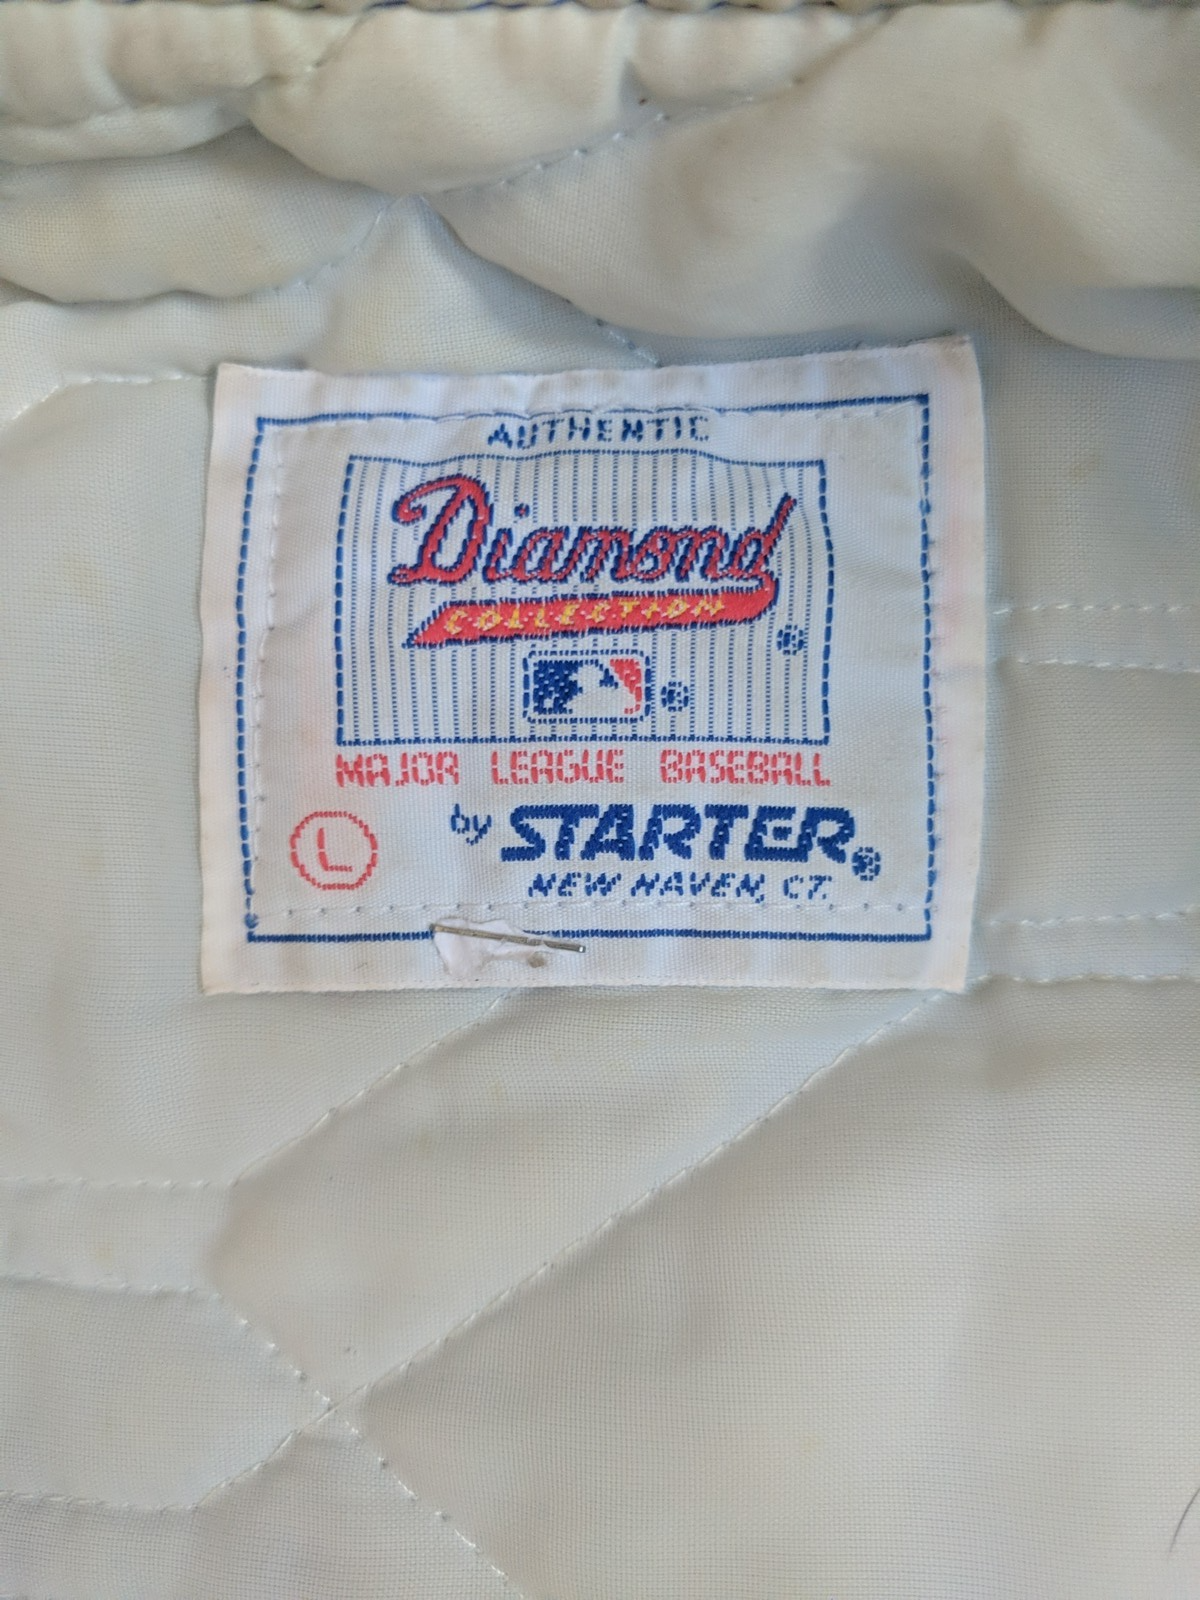 AUTHENTIC
Diamond
COLLECTION
®
®
MAJOR LEAGUE BASEBALL
L
by STARTER®
NEW HAVEN, CT.